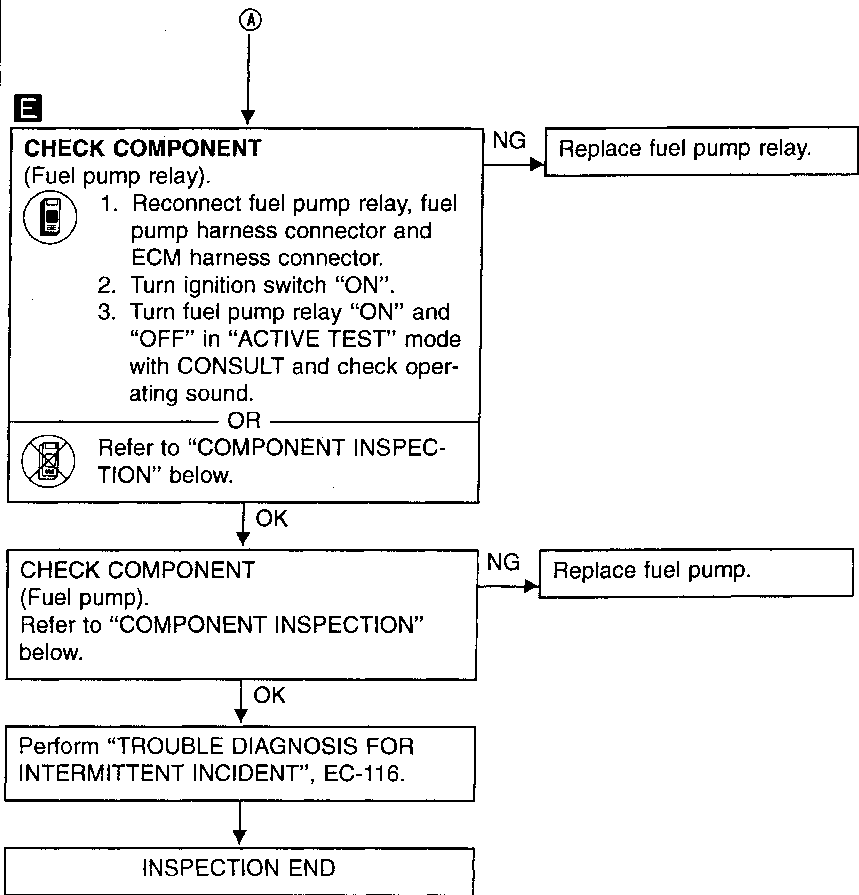 A
E
CHECK COMPONENT
(Fuel pump relay).
1. Reconnect fuel pump relay, fuel
pump harness connector and
ECM harness connector.
2. Turn ignition switch “ON”.
3. Turn fuel pump relay “ON” and
“OFF” in “ACTIVE TEST” mode
with CONSULT and check oper-
ating sound.
OR
Refer to “COMPONENT INSPEC-
TION” below.
NG
Replace fuel pump relay.
OK
CHECK COMPONENT
(Fuel pump).
Refer to “COMPONENT INSPECTION”
below.
NG
Replace fuel pump.
OK
Perform “TROUBLE DIAGNOSIS FOR
INTERMITTENT INCIDENT”, EC-116.
INSPECTION END